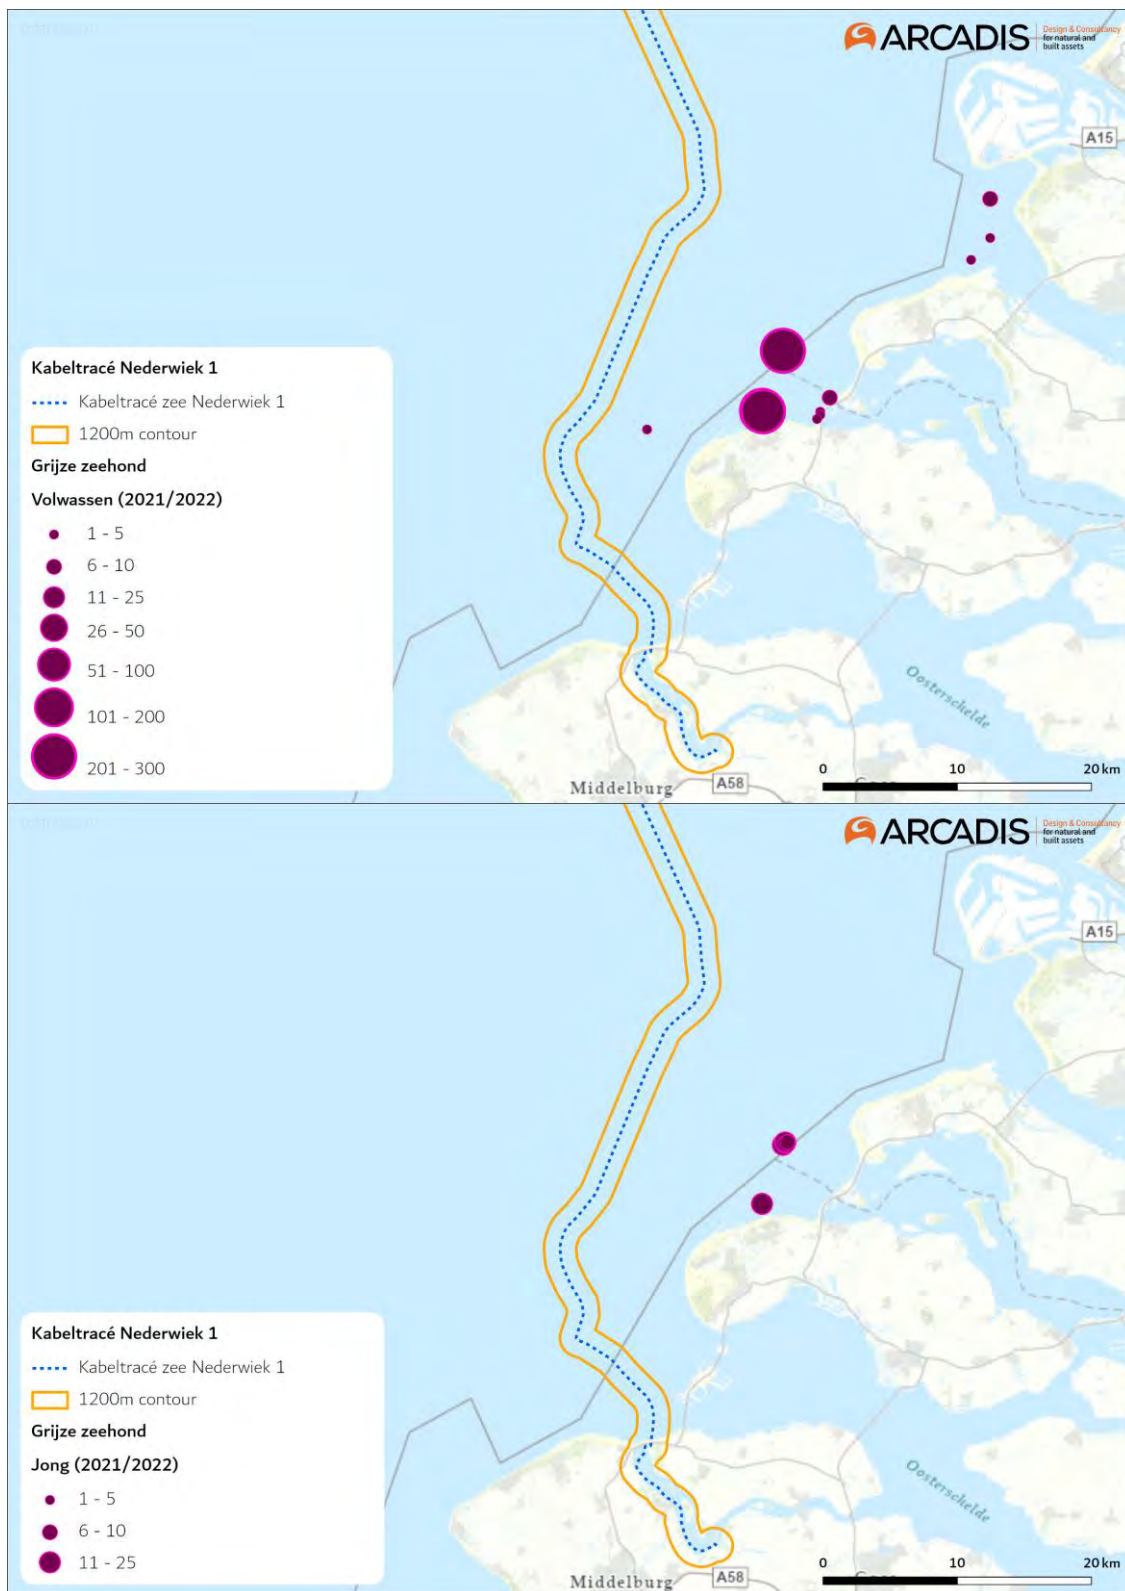 ARCADIS
Design & Consultancy
for natural and
built assets
A15
Kabeltracé Nederwiek 1
Kabeltracé zee Nederwiek 1
1200m contour
Grijze zeehond
Volwassen (2021/2022)
1 - 5
6 - 10
11 - 25
26 - 50
51 - 100
101 - 200
201 - 300
Oosterschelde
Middelburg
A58
0 10 20 km
ARCADIS
Design & Consultancy
for natural and
built assets
A15
Kabeltracé Nederwiek 1
Kabeltracé zee Nederwiek 1
1200m contour
Grijze zeehond
Jong (2021/2022)
1 - 5
6 - 10
11 - 25
Oosterschelde
Middelburg
A58
0 10 20 km